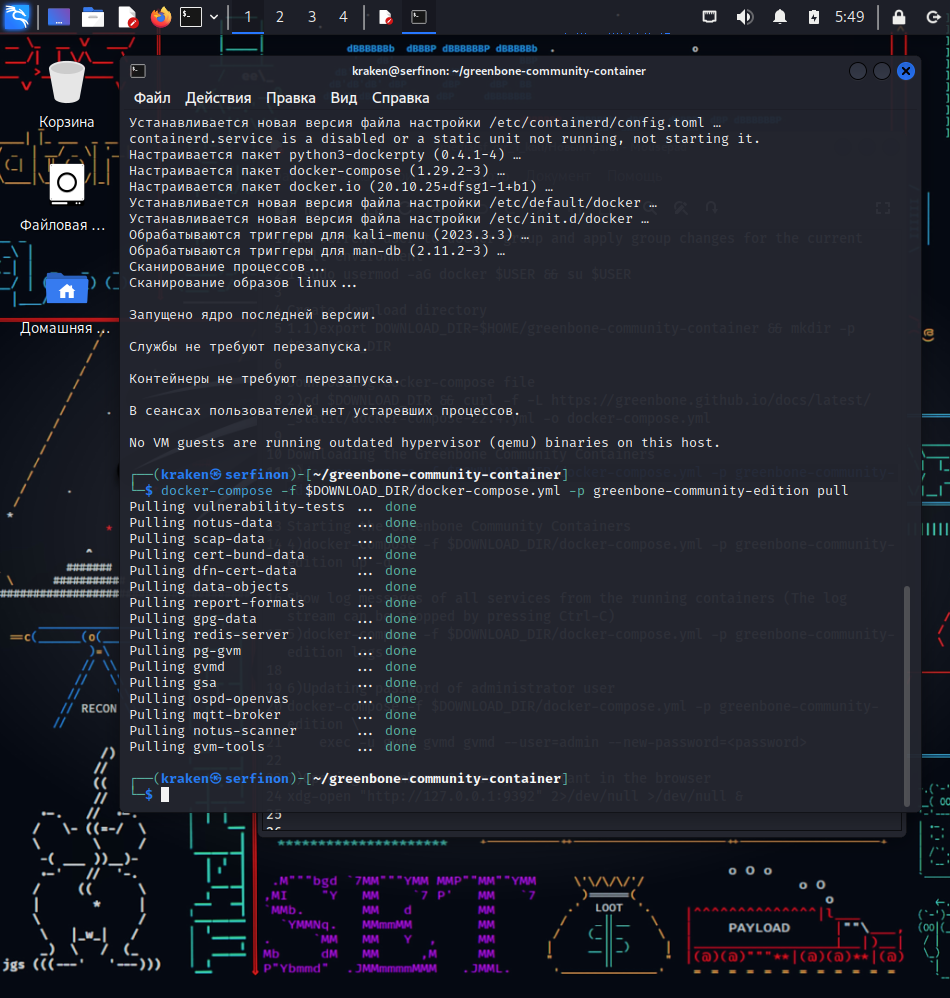 1
2
3
4
5:49
dBBBBBBb dBBBP dBBBBBBP dBBBBBb
Корзина
Файловая ...
Домашняя ...
kraken@serfinon: ~/greenbone-community-container
Файл Действия Правка Вид Справка
Устанавливается новая версия файла настройки /etc/containerd/config.toml …
containerd.service is a disabled or a static unit not running, not starting it.
Настраивается пакет python3-dockerpty (0.4.1-4) …
Настраивается пакет docker-compose (1.29.2-3) …
Настраивается пакет docker.io (20.10.25+dfsg1-1+b1) …
Устанавливается новая версия файла настройки /etc/default/docker …
Устанавливается новая версия файла настройки /etc/init.d/docker …
Обрабатываются триггеры для kali-menu (2023.3.3) …
Обрабатываются триггеры для man-db (2.11.2-3) …
Сканирование процессов...
Сканирование образов linux...
Запущено ядро последней версии.
Службы не требуют перезапуска.
Контейнеры не требуют перезапуска.
В сеансах пользователей нет устаревших процессов.
No VM guests are running outdated hypervisor (qemu) binaries on this host.
┌──(kraken㉿serfinon)-[~/greenbone-community-container]
└─$ docker-compose -f $DOWNLOAD_DIR/docker-compose.yml -p greenbone-community-edition pull
Pulling vulnerability-tests ... done
Pulling notus-data ... done
Pulling scap-data ... done
Pulling cert-bund-data ... done
Pulling dfn-cert-data ... done
Pulling data-objects ... done
Pulling report-formats ... done
Pulling gpg-data ... done
Pulling redis-server ... done
Pulling pg-gvm ... done
Pulling gvmd ... done
Pulling gsa ... done
Pulling ospd-openvas ... done
Pulling mqtt-broker ... done
Pulling notus-scanner ... done
Pulling gvm-tools ... done
┌──(kraken㉿serfinon)-[~/greenbone-community-container]
└─$
25
RECON
jgs
LOOT
PAYLOAD